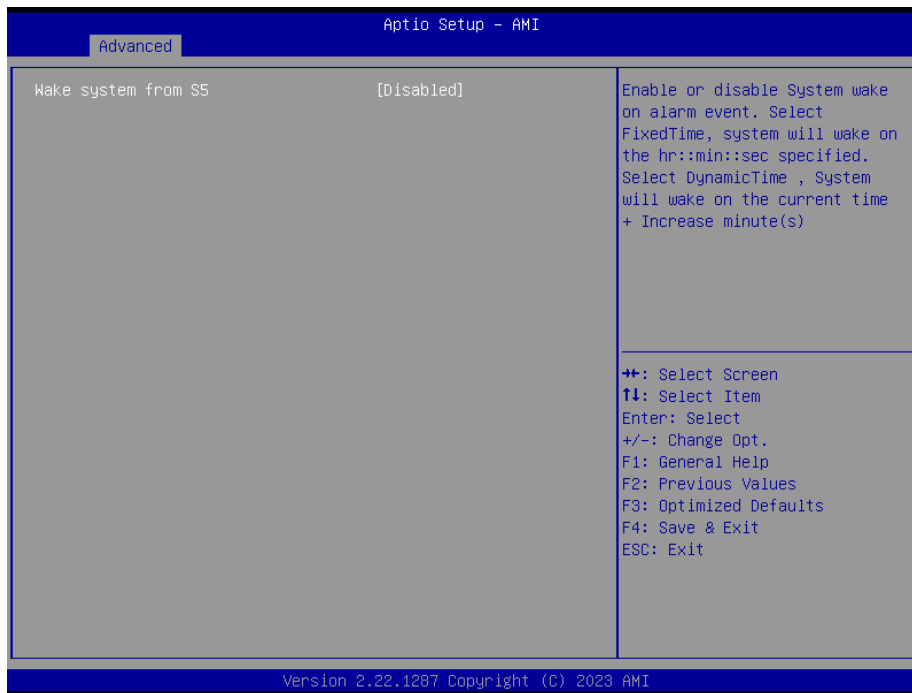 Aptio Setup - AMI
Advanced
Wake system from S5 [Disabled]
Enable or disable System wake
on alarm event. Select
FixedTime, system will wake on
the hr::min::sec specified.
Select DynamicTime , System
will wake on the current time
+ Increase minute(s)
→←: Select Screen
↑↓: Select Item
Enter: Select
+/-: Change Opt.
F1: General Help
F2: Previous Values
F3: Optimized Defaults
F4: Save & Exit
ESC: Exit
Version 2.22.1287 Copyright (C) 2023 AMI